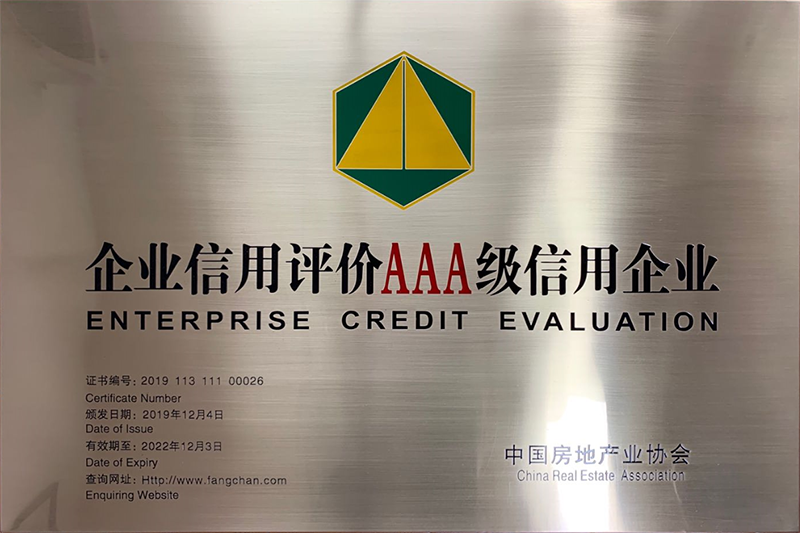 企业信用评价AAA级信用企业
ENTERPRISE CREDIT EVALUATION
证书编号: 2019 113 111 00026
Certificate Number
颁发日期: 2019年12月4日
Date of Issue
有效期至: 2022年12月3日
Date of Expiry
查询网址: Http://www.fangchan.com
Enquiring Website
中国房地产业协会
China Real Estate Association